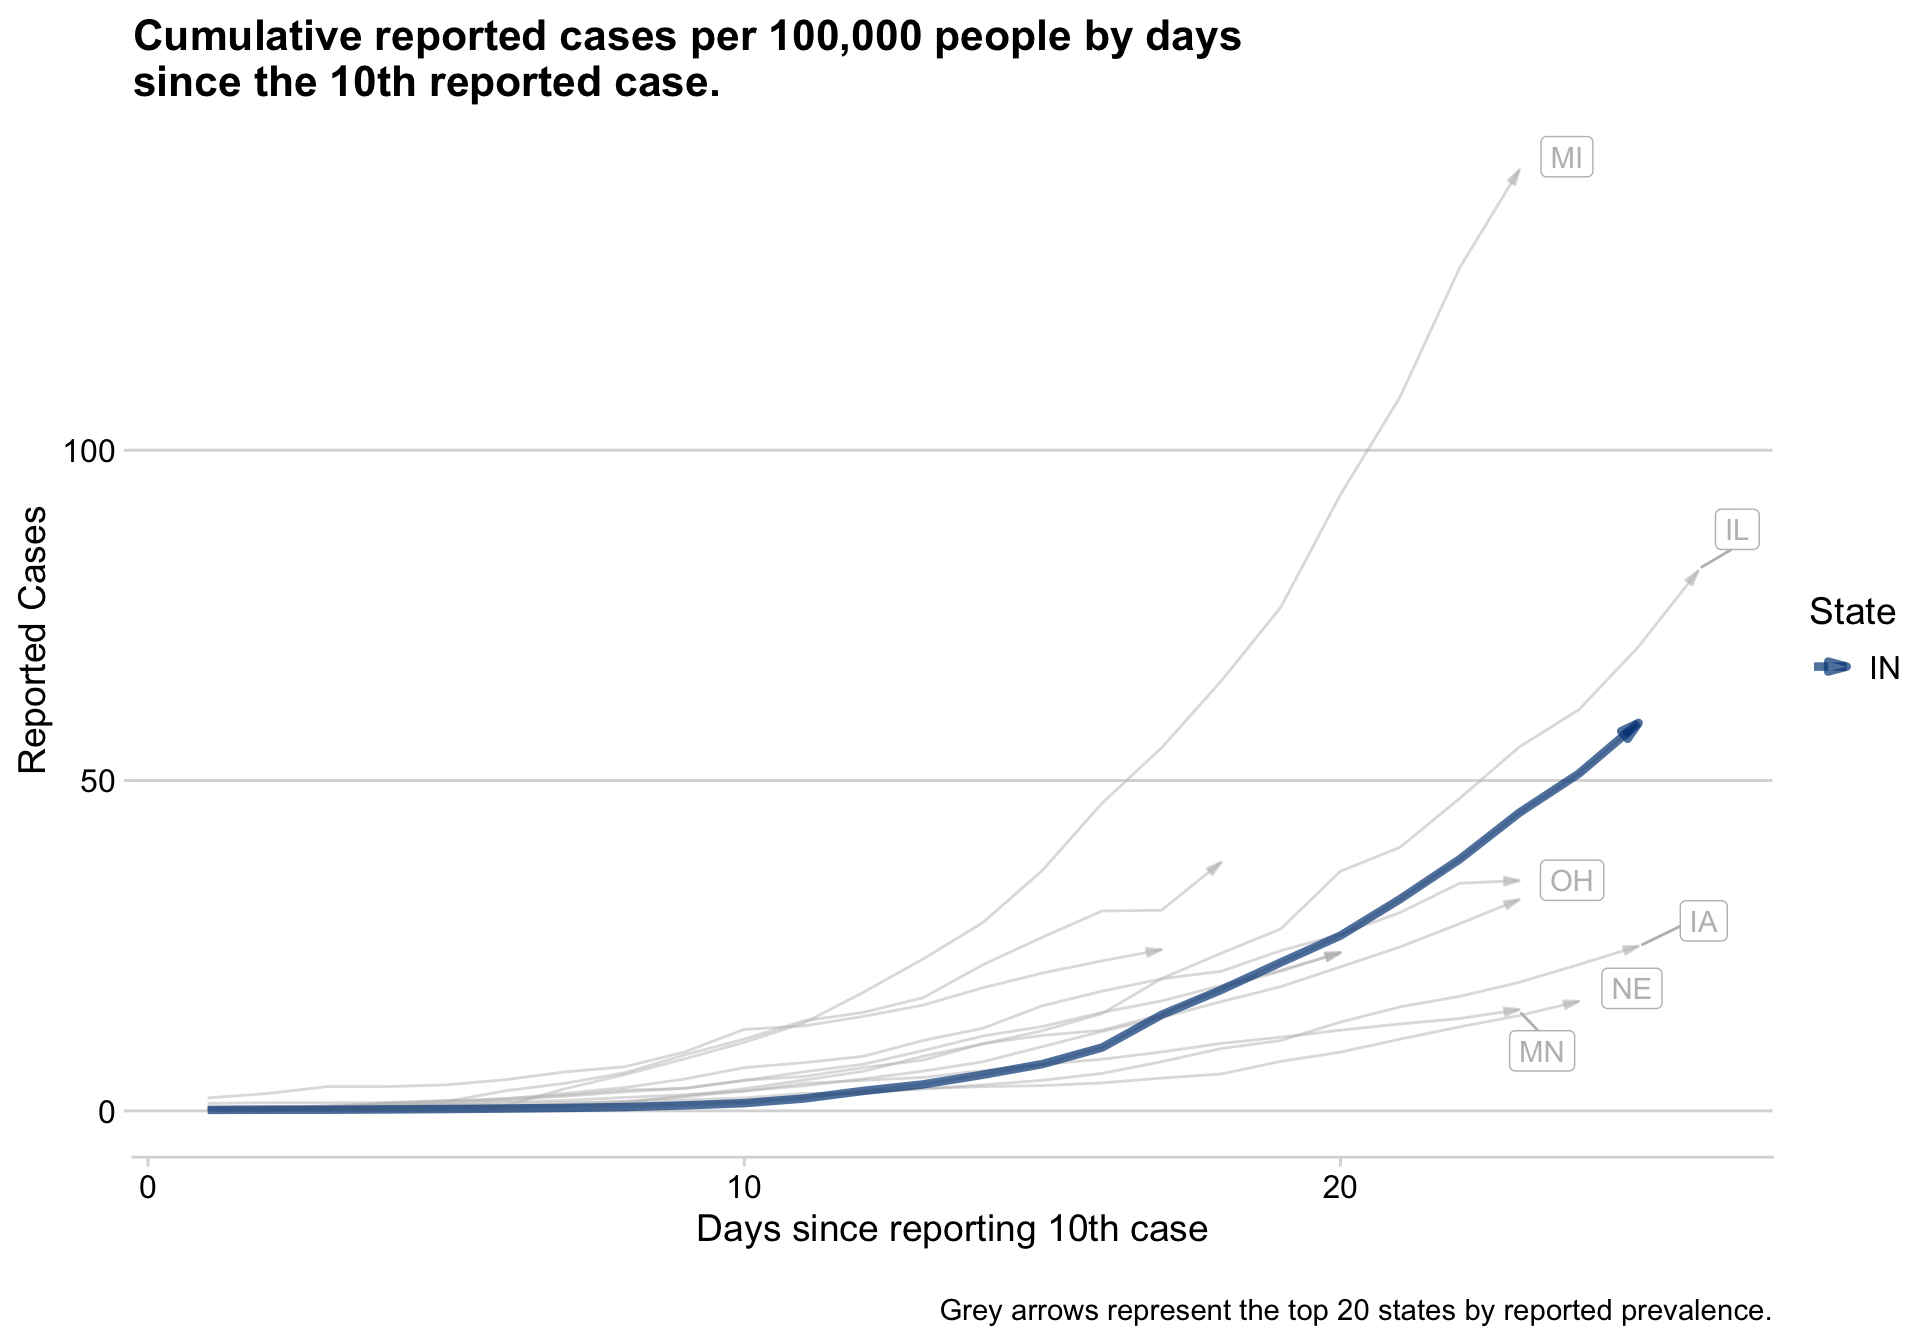 Cumulative reported cases per 100,000 people by days
since the 10th reported case.
MI
100
IL
Reported Cases
State
IN
50
OH
IA
NE
MN
0
0 10 20
Days since reporting 10th case
Grey arrows represent the top 20 states by reported prevalence.